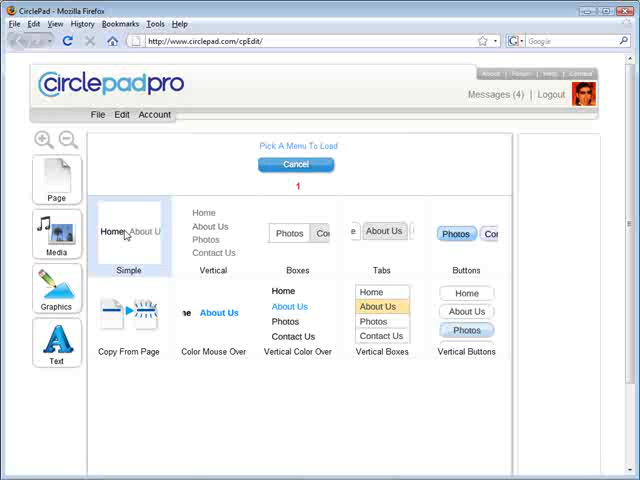 CirclePad - Mozilla Firefox
File Edit View History Bookmarks Tools Help
http://www.circlepad.com/cpEdit/
Google
About | Forum | Help | Contact
circlepadpro
Messages (4) | Logout
File Edit Account
Pick A Menu To Load
Cancel
1
Page
Media
Graphics
Text
Home About U
Simple
Home
About Us
Photos
Contact Us
Vertical
Photos Co
Boxes
e About Us
Tabs
Photos Co
Buttons
Copy From Page
me About Us
Color Mouse Over
Home
About Us
Photos
Contact Us
Vertical Color Over
Home
About Us
Photos
Contact Us
Vertical Boxes
Home
About Us
Photos
Vertical Buttons